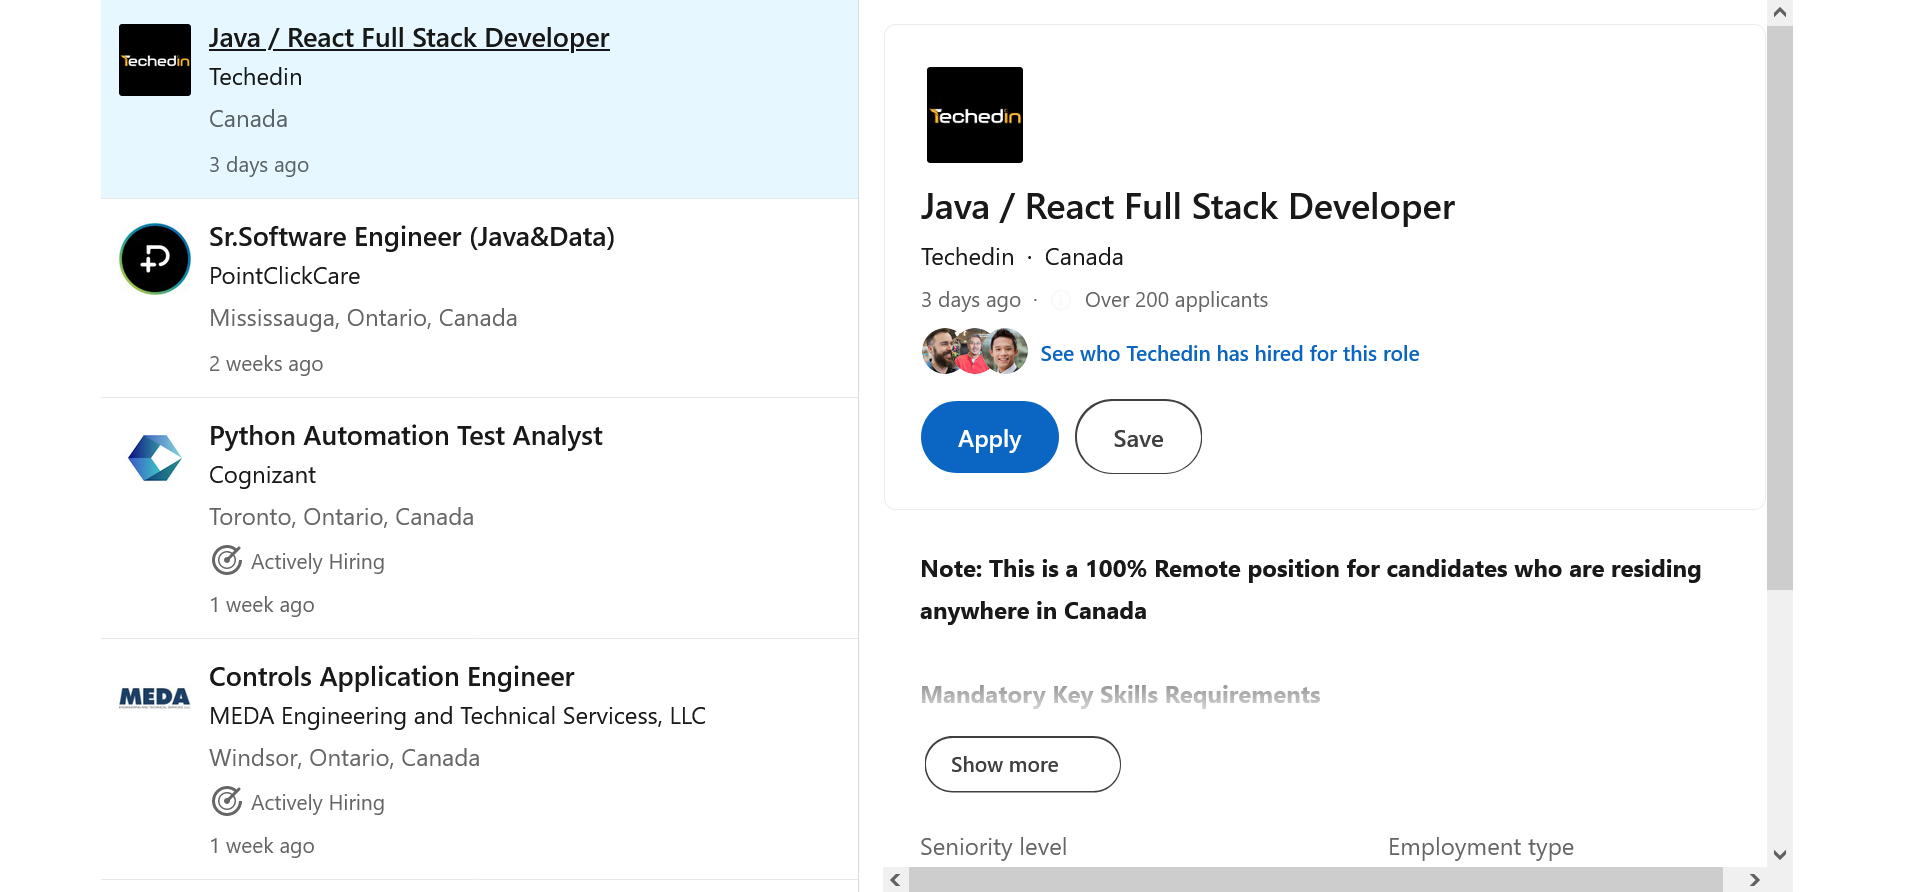 Techedin
Java / React Full Stack Developer
Techedin
Canada
3 days ago
Sr.Software Engineer (Java&Data)
PointClickCare
Mississauga, Ontario, Canada
2 weeks ago
Python Automation Test Analyst
Cognizant
Toronto, Ontario, Canada
Actively Hiring
1 week ago
MEDA
Controls Application Engineer
MEDA Engineering and Technical Servicess, LLC
Windsor, Ontario, Canada
Actively Hiring
1 week ago
Techedin
Java / React Full Stack Developer
Techedin · Canada
3 days ago · Over 200 applicants
See who Techedin has hired for this role
Apply Save
Note: This is a 100% Remote position for candidates who are residing
anywhere in Canada
Mandatory Key Skills Requirements
Show more
Seniority level Employment type